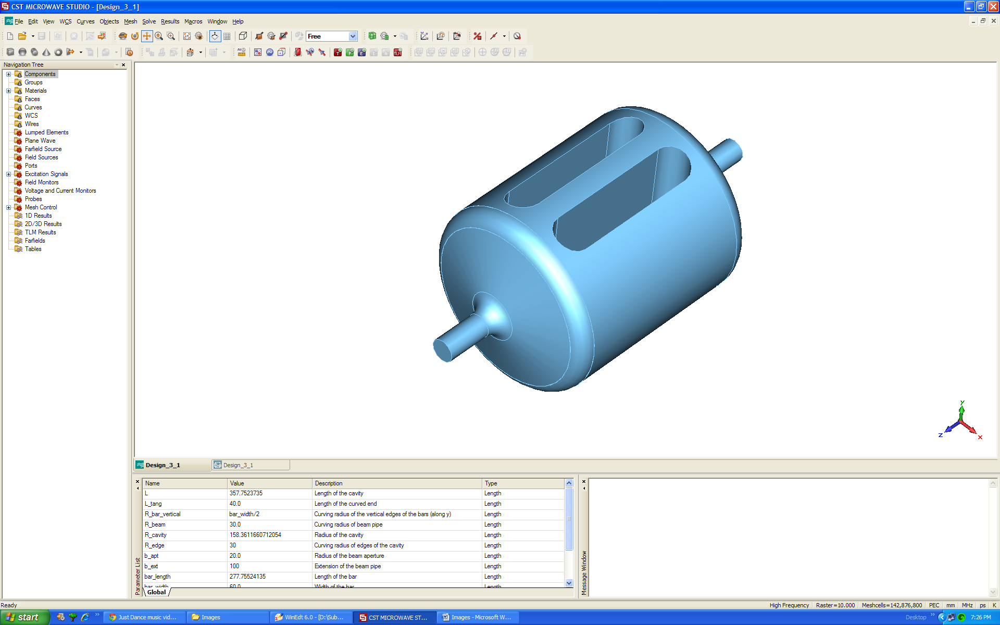 CST MICROWAVE STUDIO - [Design_3_1]
File Edit View WCS Curves Objects Mesh Solve Results Macros Window Help
Free
Navigation Tree
Components
Groups
Materials
Faces
Curves
WCS
Wires
Lumped Elements
Plane Wave
Farfield Source
Field Sources
Ports
Excitation Signals
Field Monitors
Voltage and Current Monitors
Probes
Mesh Control
1D Results
2D/3D Results
TLM Results
Farfields
Tables
y
z
x
Design_3_1 Design_3_1
Name Value Description Type
L 357.7523735 Length of the cavity Length
L_tang 40.0 Length of the curved end Length
R_bar_vertical bar_width/2 Curving radius of the vertical edges of the bars (along y) Length
R_beam 30.0 Curving radius of beam pipe Length
R_cavity 158.3611660712054 Radius of the cavity Length
R_edge 30 Curving radius of edges of the cavity Length
b_apt 20.0 Radius of the beam aperture Length
b_ext 100 Extension of the beam pipe Length
bar_length 277.75524135 Length of the bar Length
bar_width 60.0 Width of the bar Length
Global
Parameter List
Message Window
Ready High Frequency Raster=10.000 Meshcells=142,876,800 PEC mm MHz ps K
start Just Dance music vid... Images WinEdt 6.0 - [D:\Sub... CST MICROWAVE ST... Images - Microsoft W... Desktop 7:26 PM